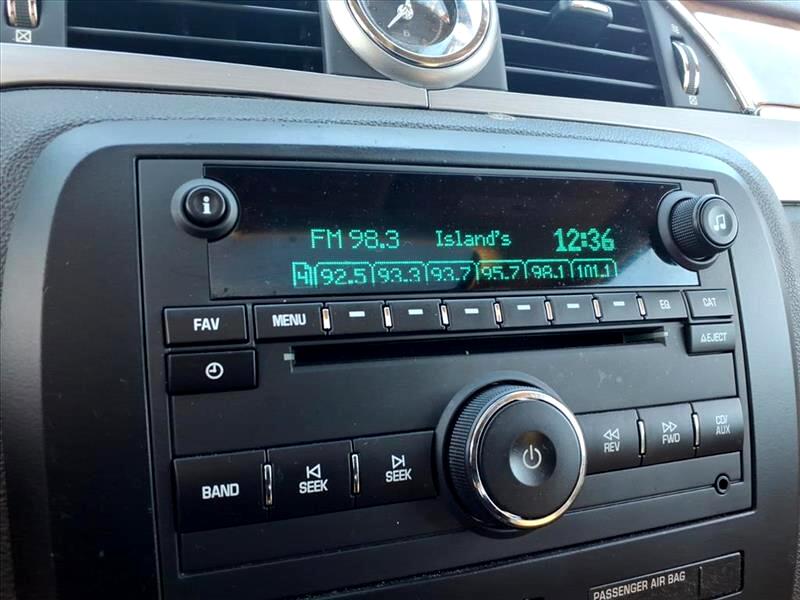 i
FM 98.3 Island's 12:36
4 92.5 93.3 93.7 95.7 98.1 101.1
FAV MENU EQ CAT
EJECT
BAND SEEK SEEK REV FWD CD/AUX
PASSENGER AIR BAG